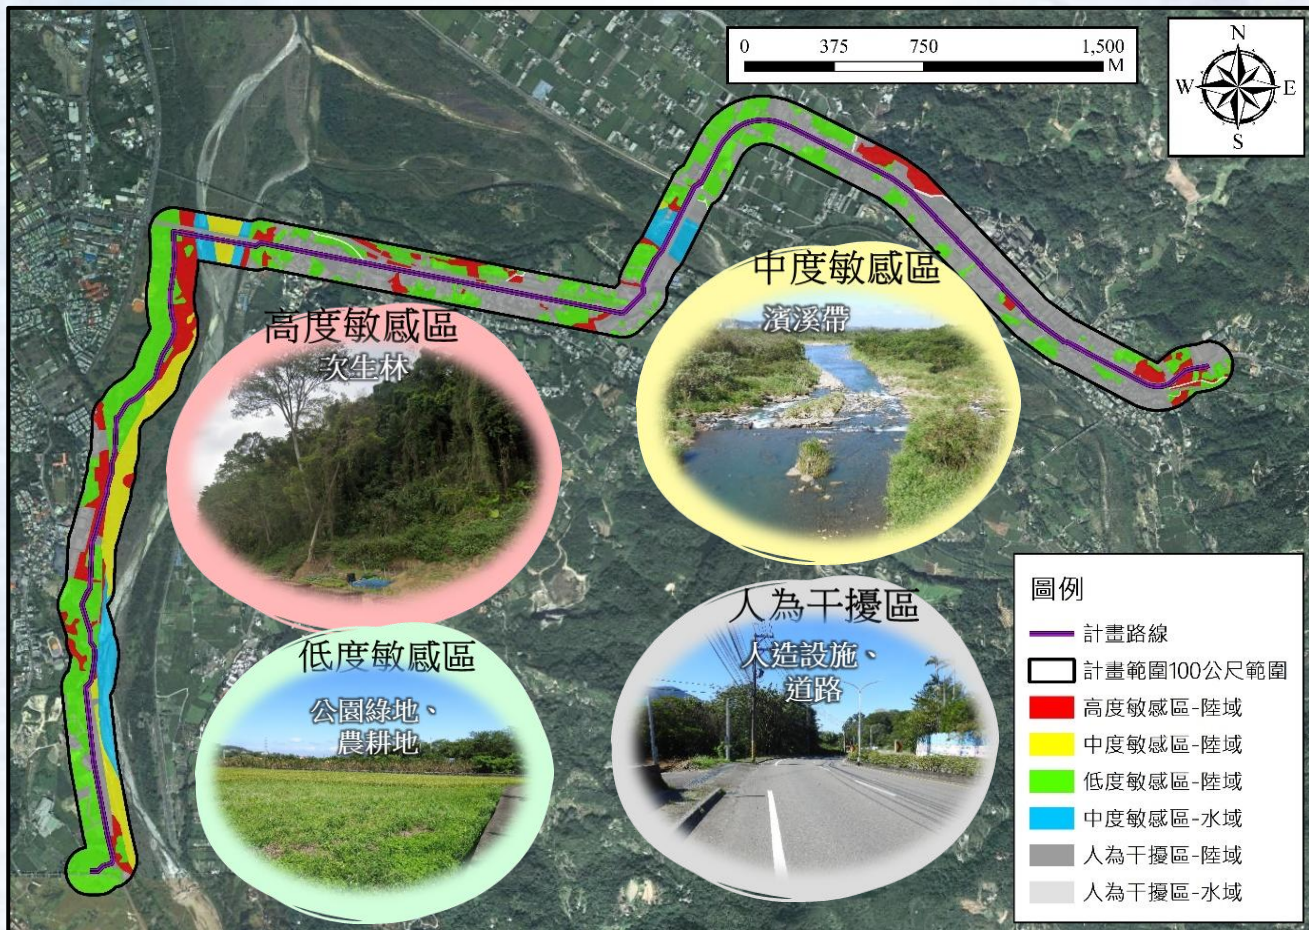 0 375 750 1,500
M
N
W E
S
中度敏感區
濱溪帶
高度敏感區
次生林
人為干擾區
人造設施、
道路
低度敏感區
公園綠地、
農耕地
圖例
計畫路線
計畫範圍100公尺範圍
高度敏感區-陸域
中度敏感區-陸域
低度敏感區-陸域
中度敏感區-水域
人為干擾區-陸域
人為干擾區-水域